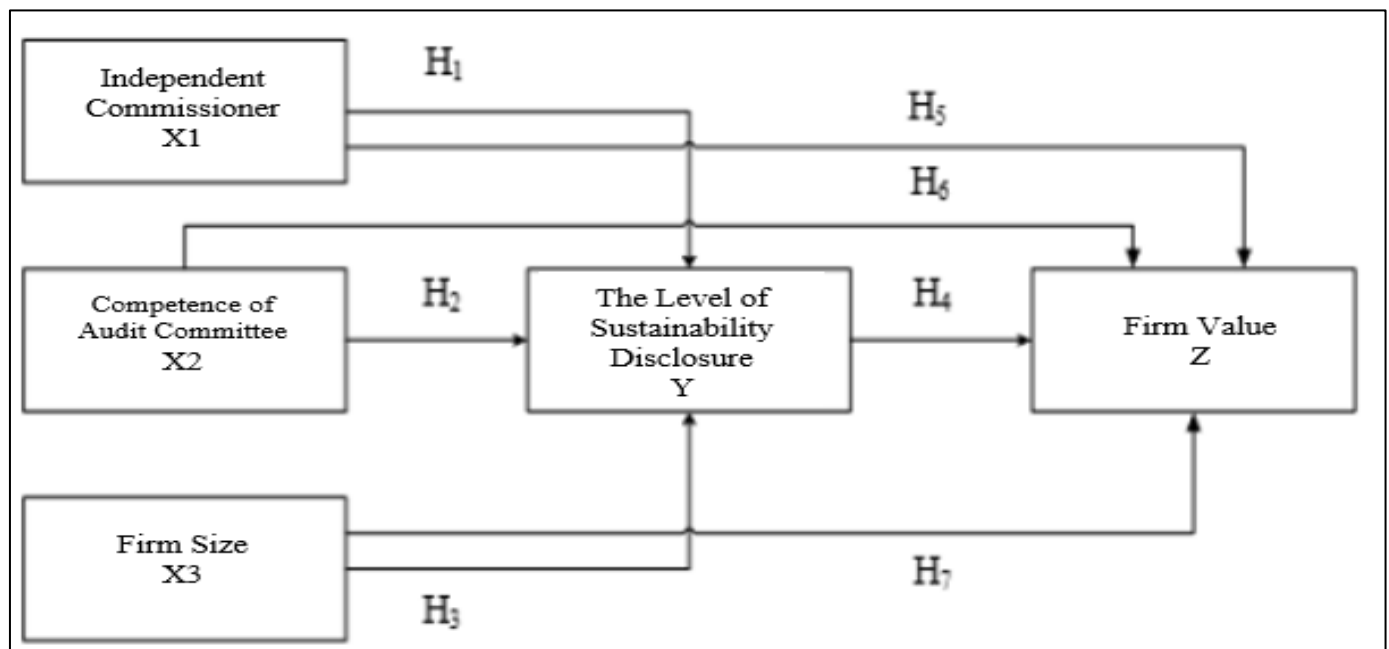 Independent
Commissioner
X1
H₁
H₅
H₆
Competence of
Audit Committee
X2
H₂
The Level of
Sustainability
Disclosure
Y
H₄
Firm Value
Z
Firm Size
X3
H₃
H₇